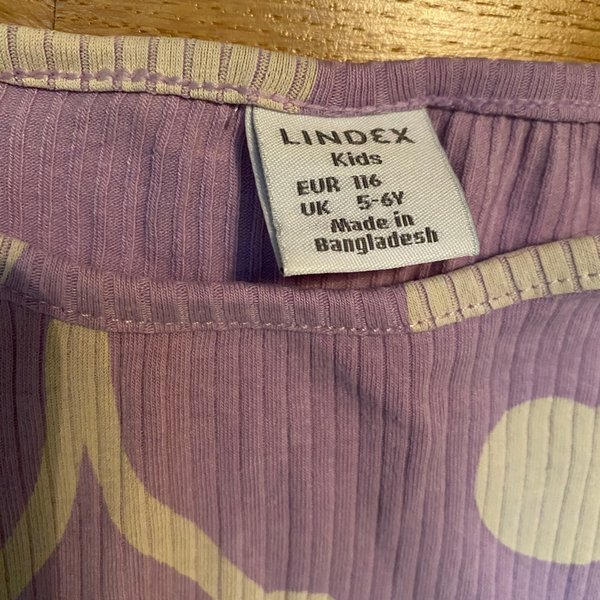 LINDEX
Kids
EUR 116
UK 5-6Y
Made in
Bangladesh